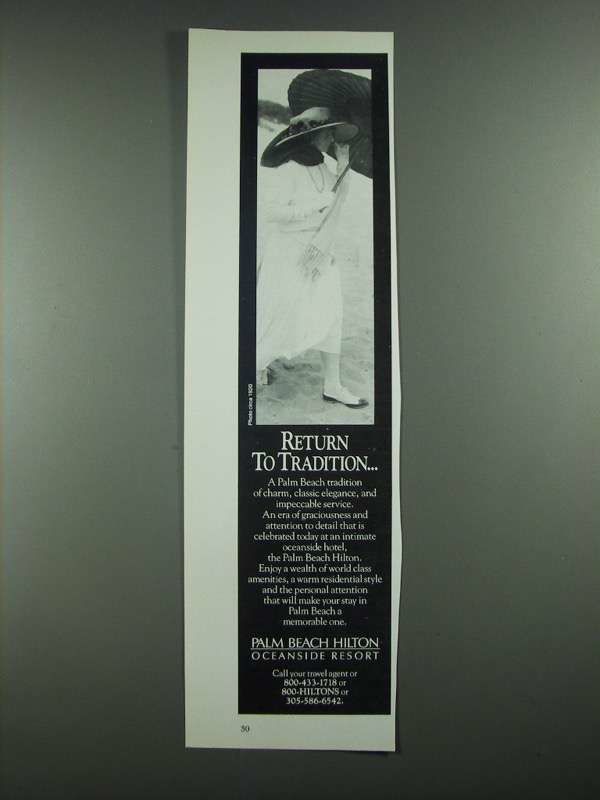 Photo circa 1920
RETURN
TO TRADITION...
A Palm Beach tradition
of charm, classic elegance, and
impeccable service.
An era of graciousness and
attention to detail that is
celebrated today at an intimate
oceanside hotel,
the Palm Beach Hilton.
Enjoy a wealth of world class
amenities, a warm residential style
and the personal attention
that will make your stay in
Palm Beach a
memorable one.
PALM BEACH HILTON
OCEANSIDE RESORT
Call your travel agent or
800-433-1718 or
800-HILTONS or
305-586-6542.
50